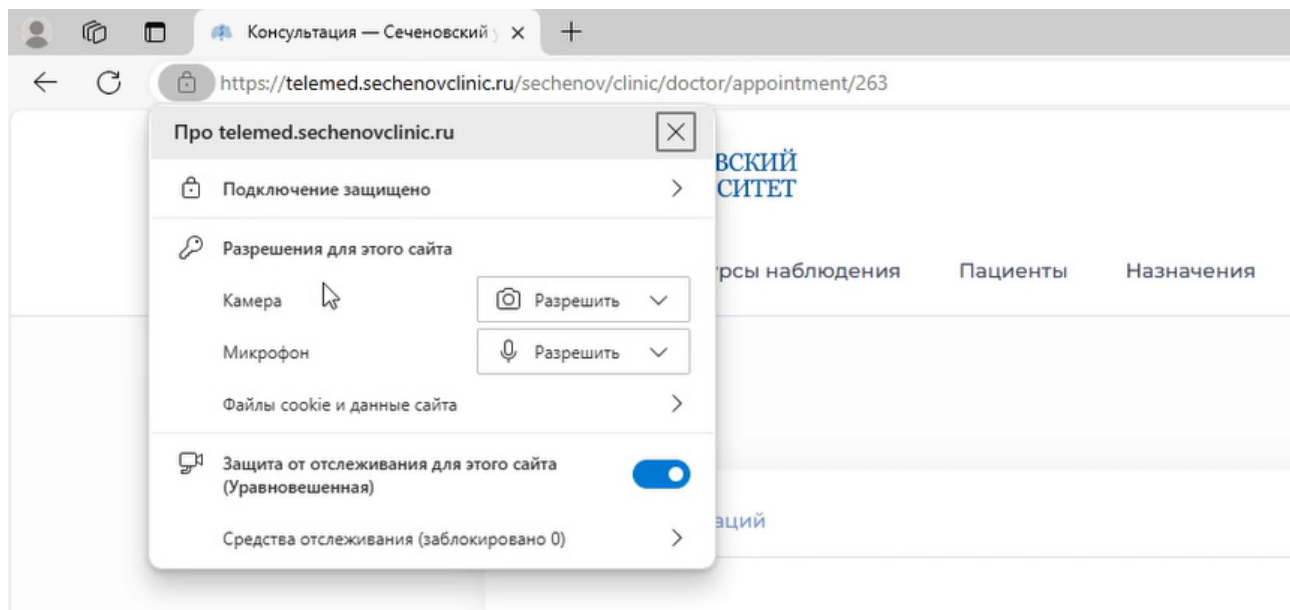 Консультация — Сеченовский у
https://telemed.sechenovclinic.ru/sechenov/clinic/doctor/appointment/263
Про telemed.sechenovclinic.ru
ВСКИЙ
СИТЕТ
Подключение защищено
Разрешения для этого сайта
рсы наблюдения Пациенты Назначения
Камера Разрешить
Микрофон Разрешить
Файлы cookie и данные сайта
Защита от отслеживания для этого сайта
(Уравновешенная)
аций
Средства отслеживания (заблокировано 0)